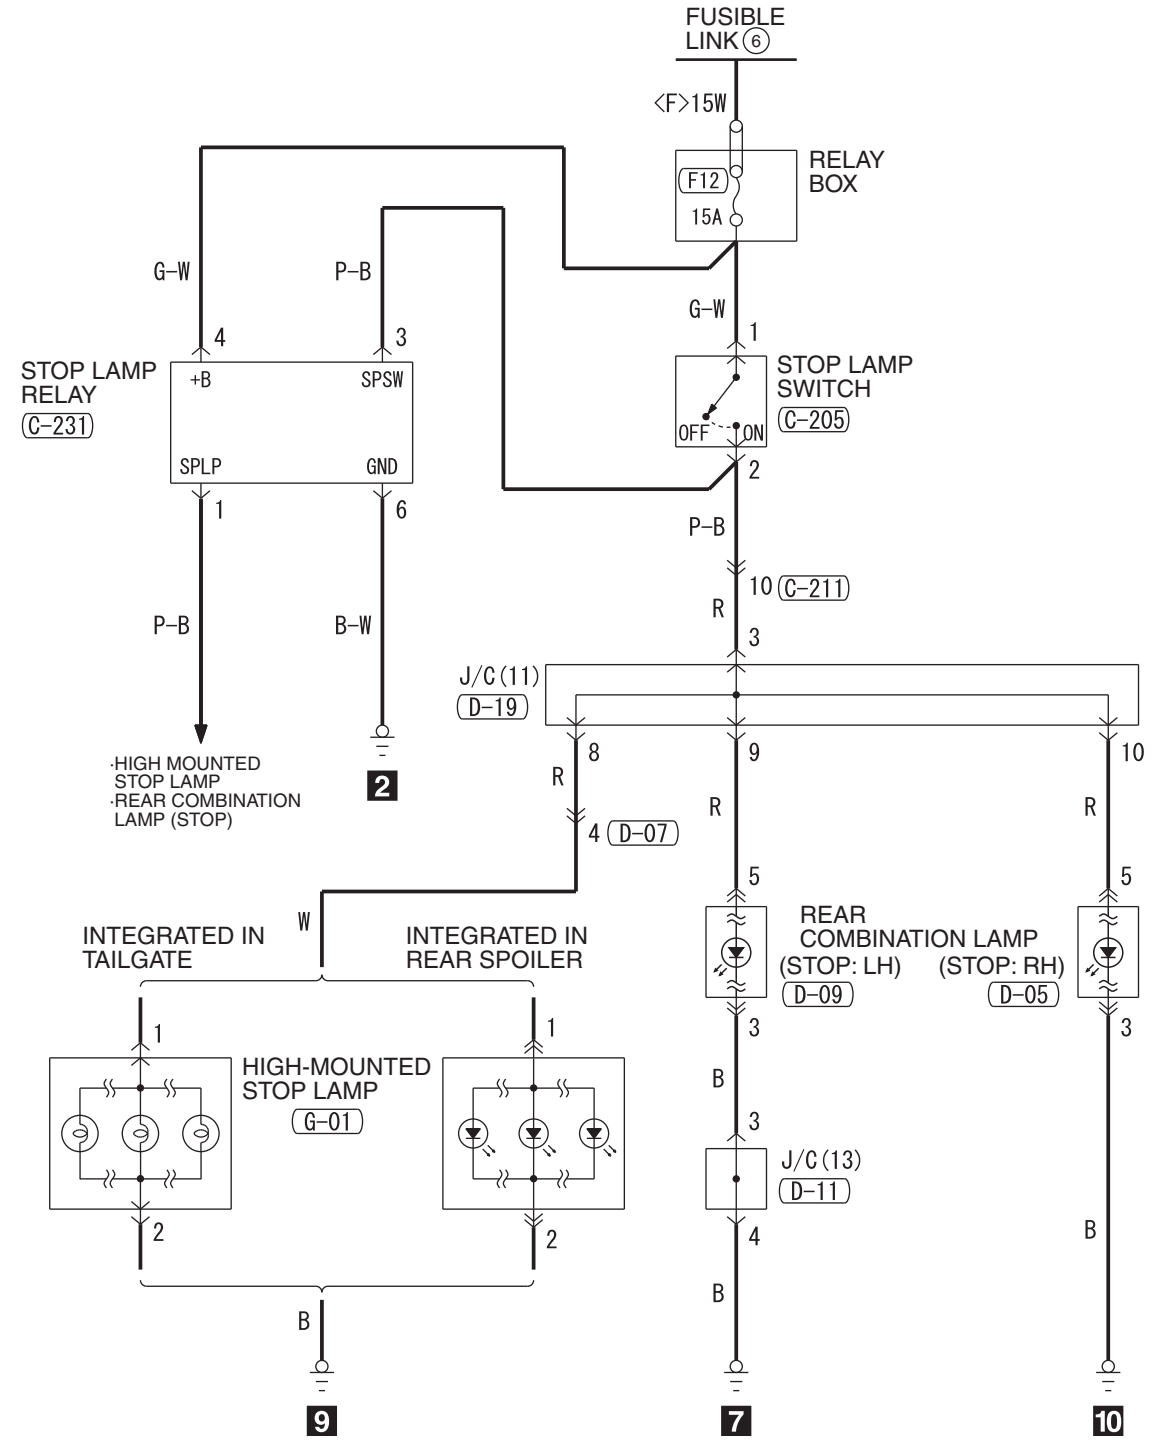 FUSIBLE
LINK 6
<F>15W
RELAY
BOX
F12
15A
G-W
P-B
G-W
4
3
1
STOP LAMP
RELAY
C-231
+B
SPSW
SPLP
GND
STOP LAMP
SWITCH
C-205
OFF
ON
1
6
2
P-B
10
C-211
P-B
B-W
R
3
J/C(11)
D-19
8
9
10
·HIGH MOUNTED
STOP LAMP
·REAR COMBINATION
LAMP (STOP)
2
R
R
R
4
D-07
5
5
W
INTEGRATED IN
TAILGATE
INTEGRATED IN
REAR SPOILER
REAR
COMBINATION LAMP
(STOP: LH)
(STOP: RH)
D-09
D-05
1
1
3
3
HIGH-MOUNTED
STOP LAMP
G-01
B
3
J/C(13)
D-11
2
2
4
B
B
B
9
7
10